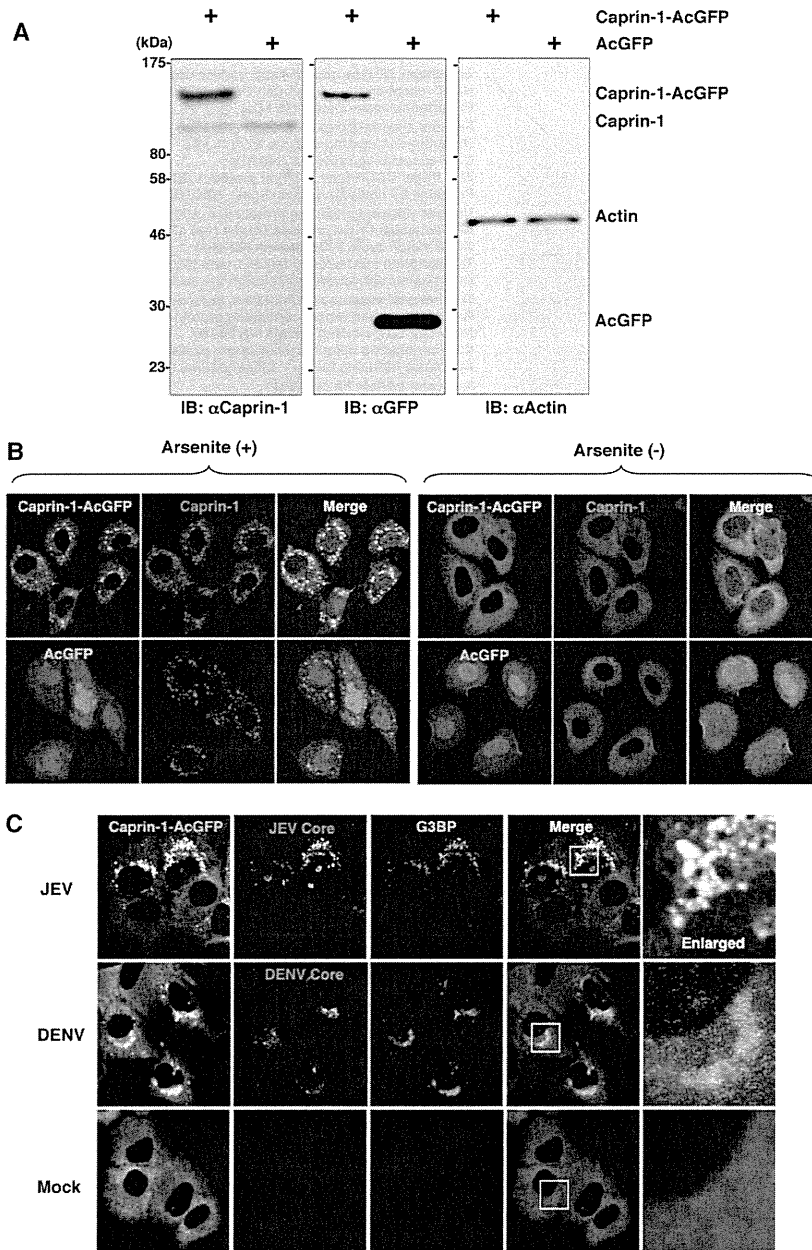 A
+ + + Caprin-1-AcGFP
(kDa) + + + AcGFP
175-
Caprin-1-AcGFP
Caprin-1
80-
58-
Actin
46-
30-
AcGFP
23-
IB: αCaprin-1 IB: αGFP IB: αActin
B
Arsenite (+) Arsenite (-)
Caprin-1-AcGFP Caprin-1 Merge Caprin-1-AcGFP Caprin-1 Merge
AcGFP AcGFP
C
Caprin-1-AcGFP JEV Core G3BP Merge
JEV
Enlarged
DENV Core
DENV
Mock